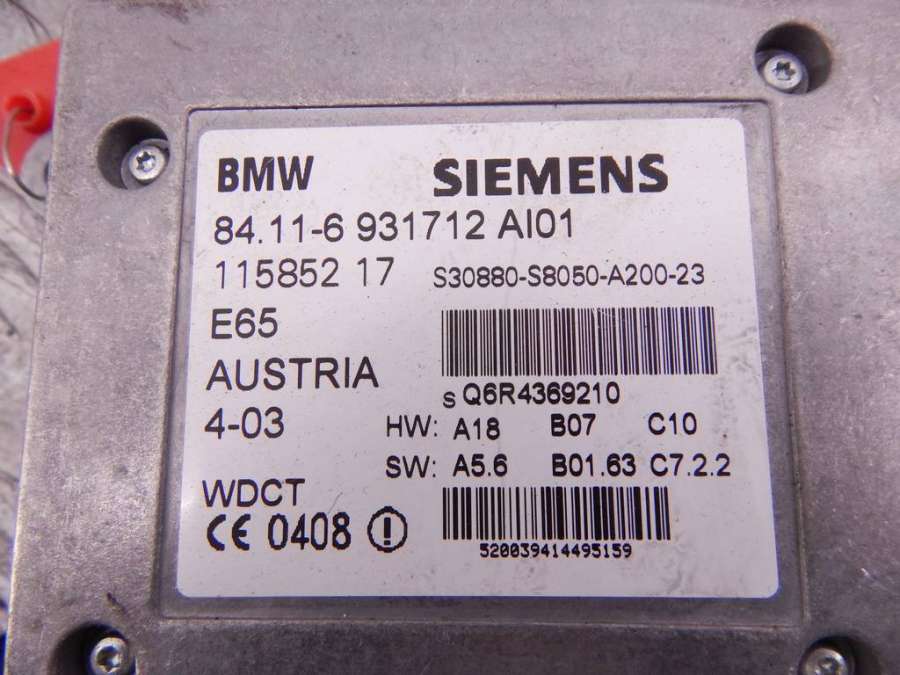 BMW SIEMENS
84.11-6 931712 AI01
115852 17 S30880-S8050-A200-23
E65
AUSTRIA
S Q6R4369210
4-03 HW: A18 B07 C10
SW: A5.6 B01.63 C7.2.2
WDCT
CE 0408
520039414495159